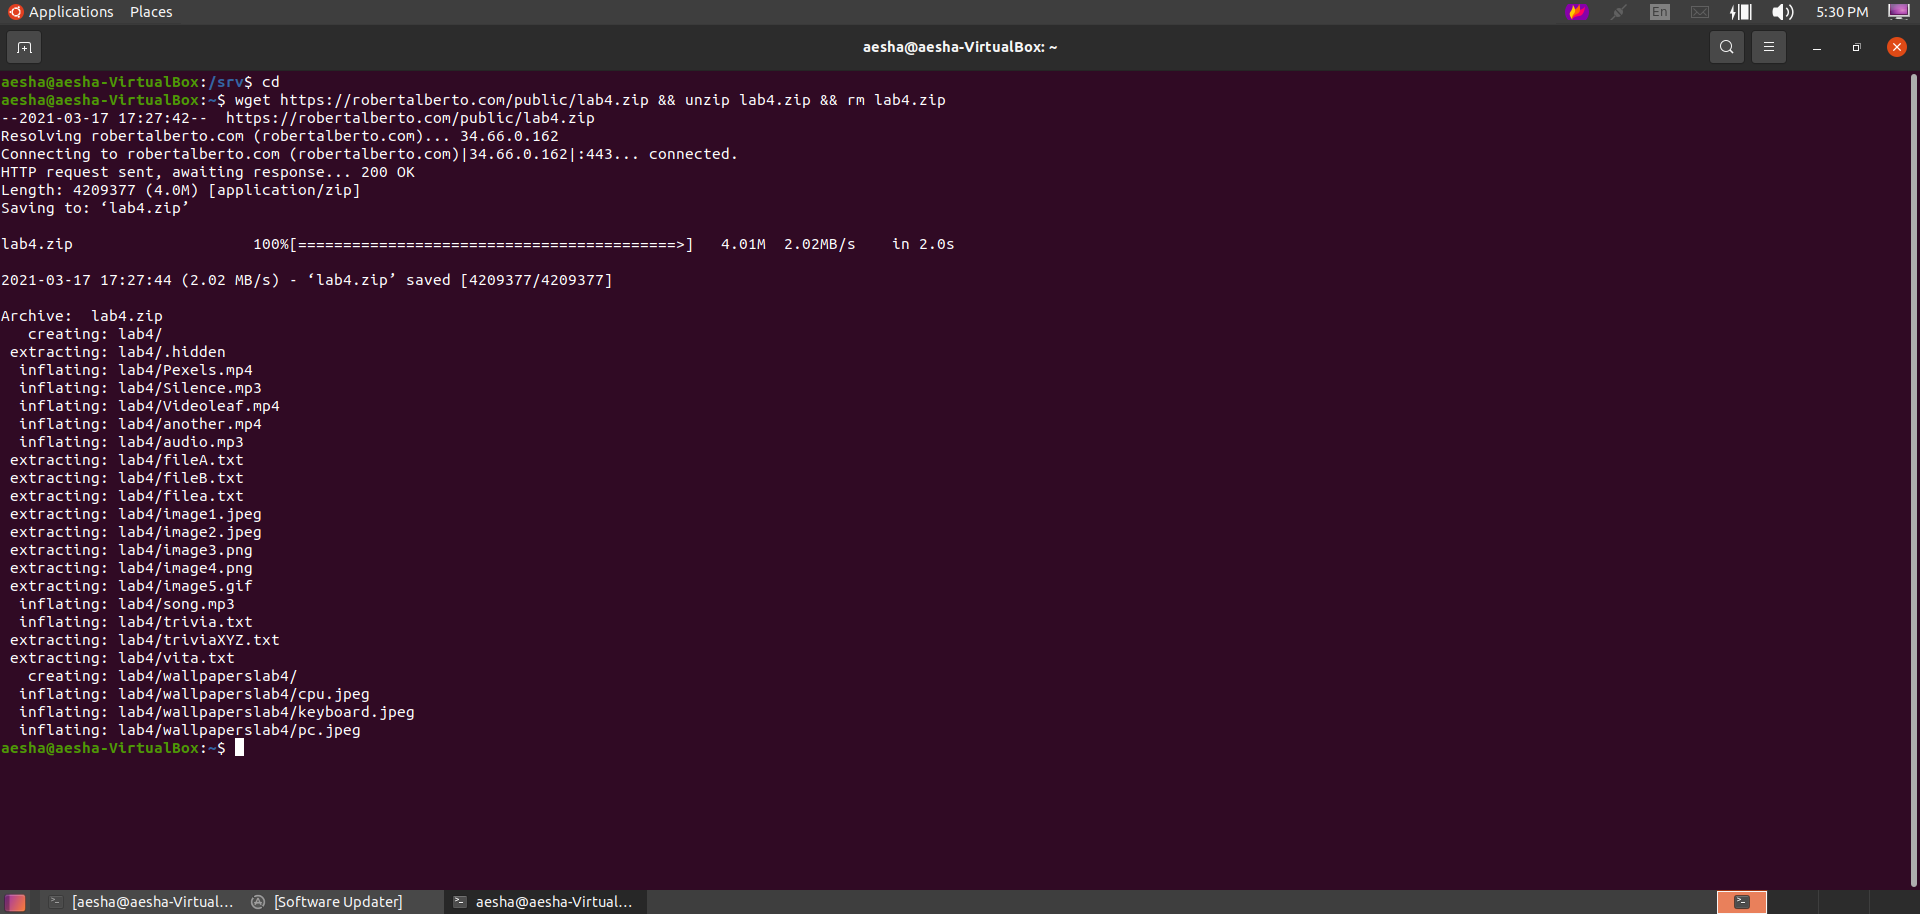 Applications Places En 5:30 PM
aesha@aesha-VirtualBox: ~
aesha@aesha-VirtualBox:/srv$ cd
aesha@aesha-VirtualBox:~$ wget https://robertalberto.com/public/lab4.zip && unzip lab4.zip && rm lab4.zip
--2021-03-17 17:27:42--  https://robertalberto.com/public/lab4.zip
Resolving robertalberto.com (robertalberto.com)... 34.66.0.162
Connecting to robertalberto.com (robertalberto.com)|34.66.0.162|:443... connected.
HTTP request sent, awaiting response... 200 OK
Length: 4209377 (4.0M) [application/zip]
Saving to: ‘lab4.zip’
lab4.zip                    100%[==========================================>]   4.01M  2.02MB/s    in 2.0s
2021-03-17 17:27:44 (2.02 MB/s) - ‘lab4.zip’ saved [4209377/4209377]
Archive:  lab4.zip
   creating: lab4/
 extracting: lab4/.hidden
  inflating: lab4/Pexels.mp4
  inflating: lab4/Silence.mp3
  inflating: lab4/Videoleaf.mp4
  inflating: lab4/another.mp4
  inflating: lab4/audio.mp3
 extracting: lab4/fileA.txt
 extracting: lab4/fileB.txt
 extracting: lab4/filea.txt
 extracting: lab4/image1.jpeg
 extracting: lab4/image2.jpeg
 extracting: lab4/image3.png
 extracting: lab4/image4.png
 extracting: lab4/image5.gif
  inflating: lab4/song.mp3
  inflating: lab4/trivia.txt
 extracting: lab4/triviaXYZ.txt
 extracting: lab4/vita.txt
   creating: lab4/wallpaperslab4/
  inflating: lab4/wallpaperslab4/cpu.jpeg
  inflating: lab4/wallpaperslab4/keyboard.jpeg
  inflating: lab4/wallpaperslab4/pc.jpeg
aesha@aesha-VirtualBox:~$
[aesha@aesha-Virtual... [Software Updater] aesha@aesha-Virtual...